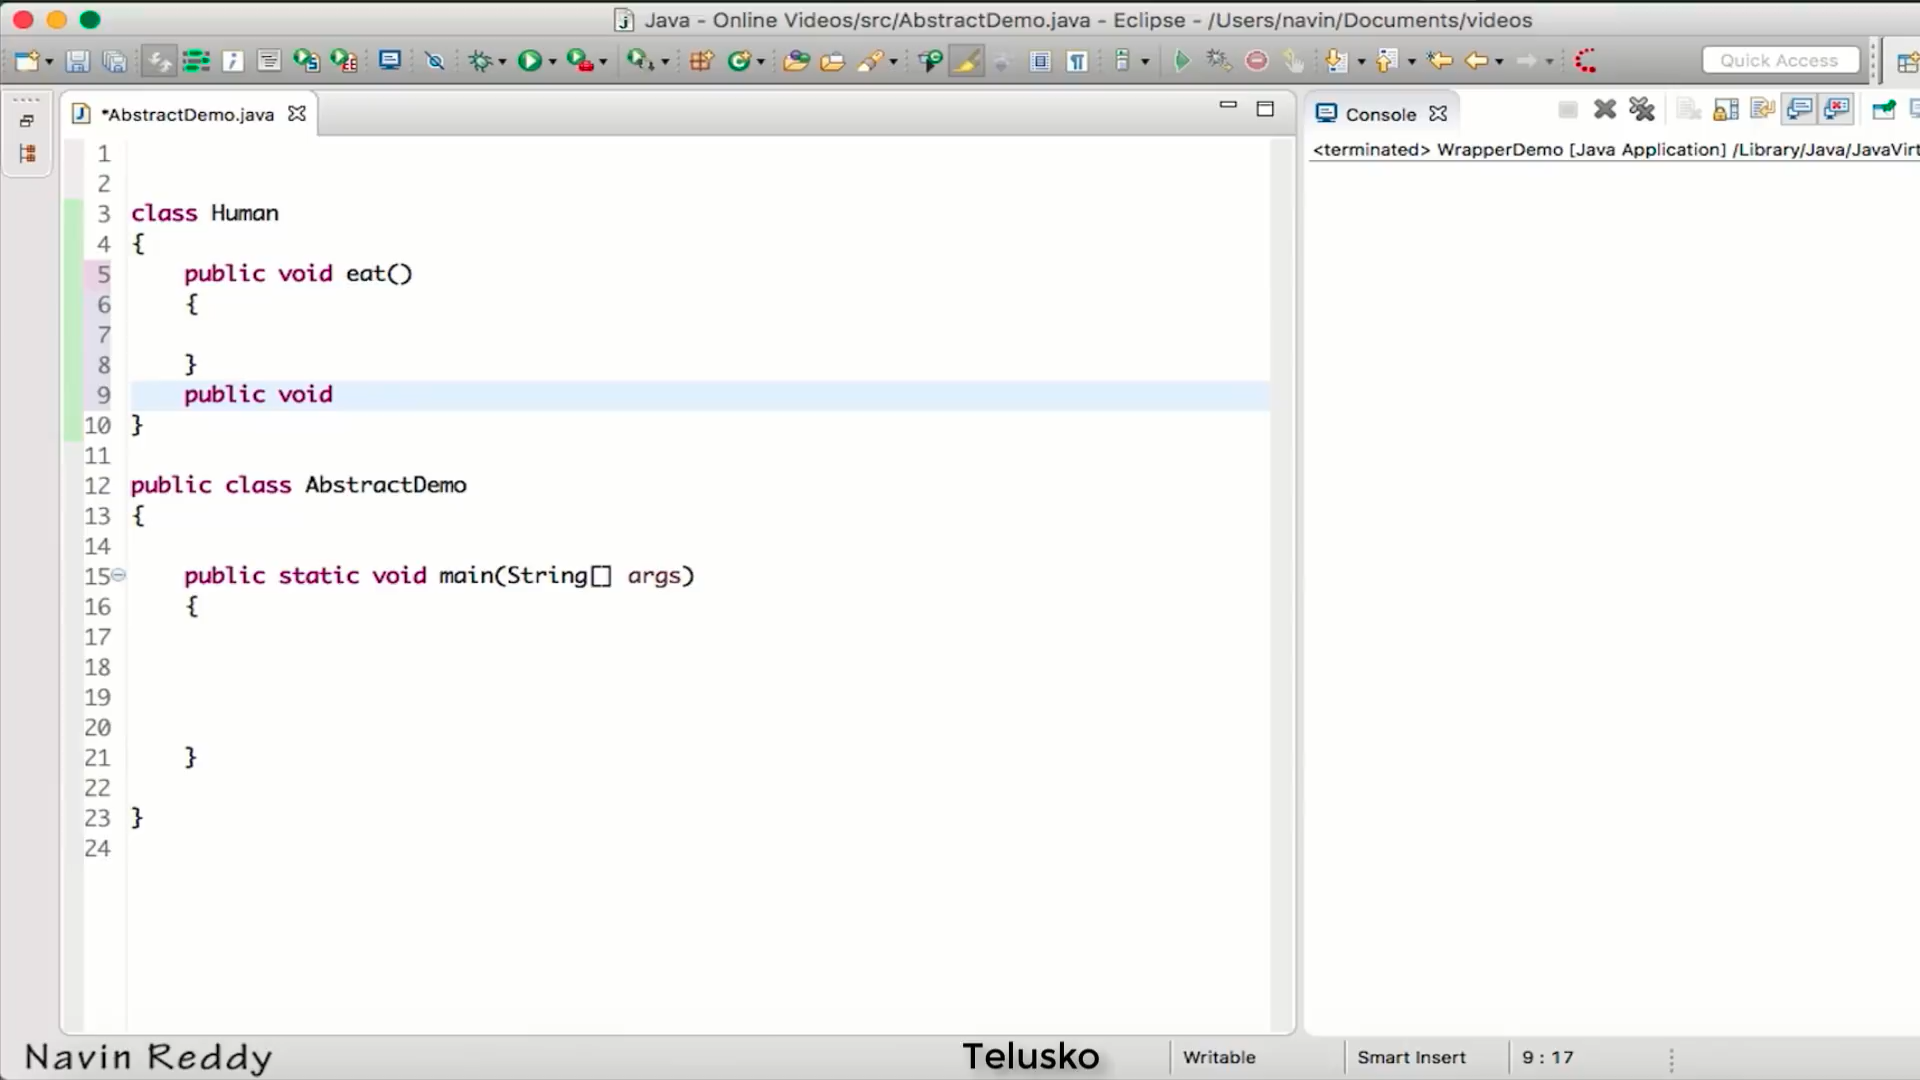 Java - Online Videos/src/AbstractDemo.java - Eclipse - /Users/navin/Documents/videos
Quick Access
*AbstractDemo.java
1
2
3 class Human
4 {
5 public void eat()
6 {
7
8 }
9 public void
10 }
11
12 public class AbstractDemo
13 {
14
15 public static void main(String[] args)
16 {
17
18
19
20
21 }
22
23 }
24
Console
<terminated> WrapperDemo [Java Application] /Library/Java/JavaVirt
Navin Reddy
Telusko
Writable
Smart Insert
9 : 17